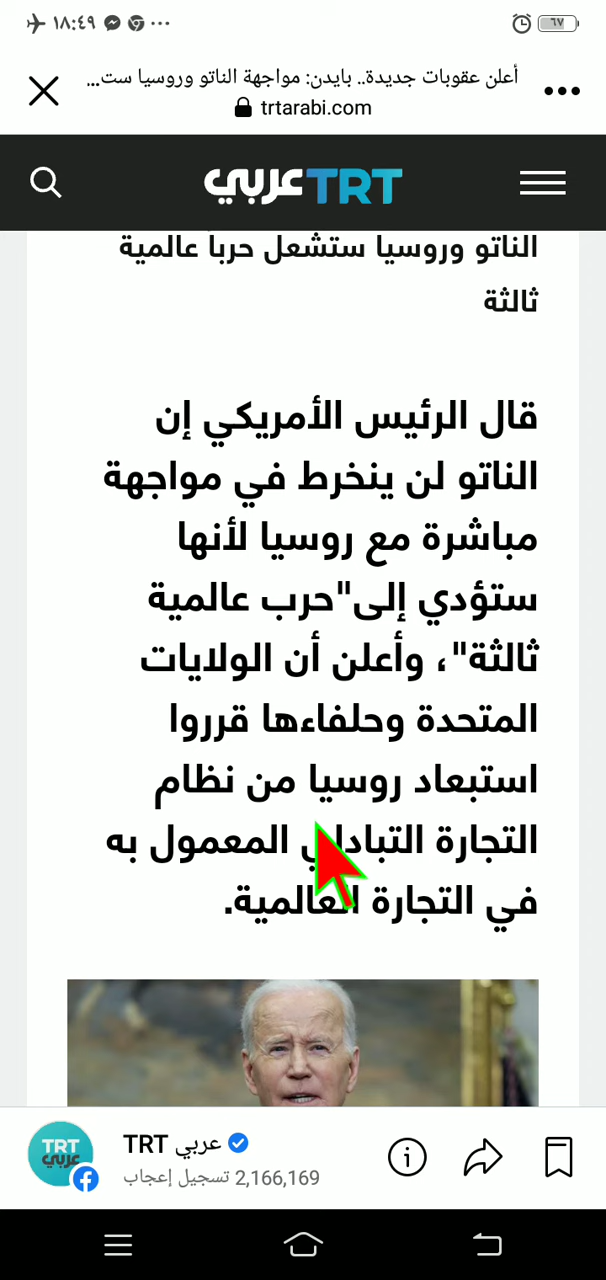 ١٨:٤٩
٦٧
أعلن عقوبات جديدة.. بايدن: مواجهة الناتو وروسيا ست...
trtarabi.com
TRT عربي
الناتو وروسيا ستشعل حربا عالمية
ثالثة
قال الرئيس الأمريكي إن
الناتو لن ينخرط في مواجهة
مباشرة مع روسيا لأنها
ستؤدي إلى"حرب عالمية
ثالثة"، وأعلن أن الولايات
المتحدة وحلفاءها قرروا
استبعاد روسيا من نظام
التجارة التبادلي المعمول به
في التجارة العالمية.
TRT
عربي
TRT عربي
2,166,169 تسجيل إعجاب